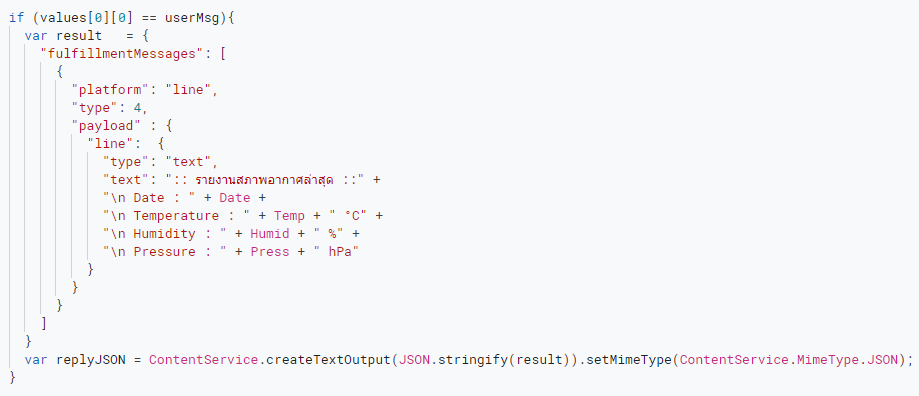 if (values[0][0] == userMsg){
var result   = {
"fulfillmentMessages": [
{
"platform": "line",
"type": 4,
"payload" : {
"line":  {
"type": "text",
"text": ":: รายงานสภาพอากาศล่าสุด ::" +
"\n Date : " + Date +
"\n Temperature : " + Temp + " °C" +
"\n Humidity : " + Humid + " %" +
"\n Pressure : " + Press + " hPa"
}
}
}
]
}
var replyJSON = ContentService.createTextOutput(JSON.stringify(result)).setMimeType(ContentService.MimeType.JSON);
}